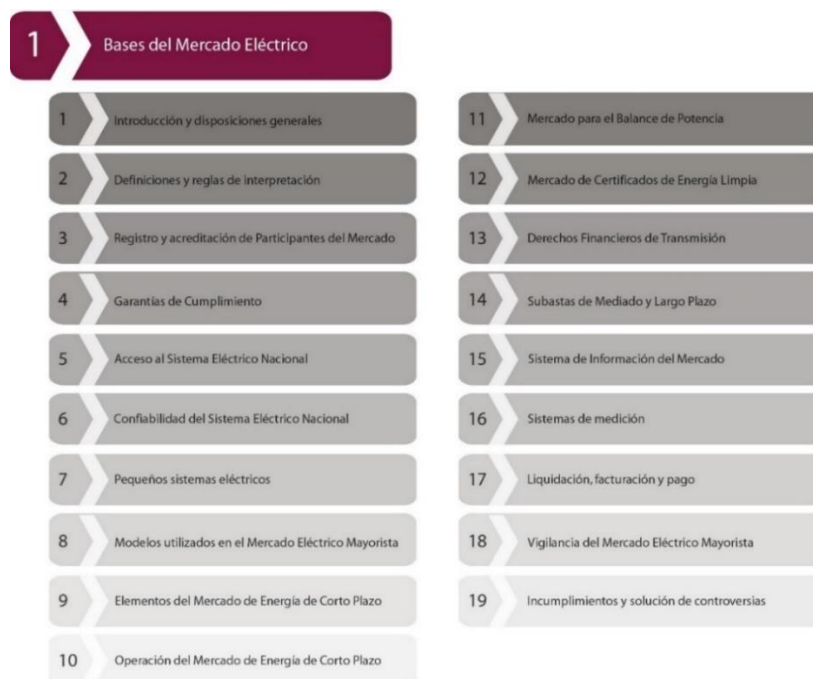 1 Bases del Mercado Eléctrico
1 Introducción y disposiciones generales
2 Definiciones y reglas de interpretación
3 Registro y acreditación de Participantes del Mercado
4 Garantías de Cumplimiento
5 Acceso al Sistema Eléctrico Nacional
6 Confiabilidad del Sistema Eléctrico Nacional
7 Pequeños sistemas eléctricos
8 Modelos utilizados en el Mercado Eléctrico Mayorista
9 Elementos del Mercado de Energía de Corto Plazo
10 Operación del Mercado de Energía de Corto Plazo
11 Mercado para el Balance de Potencia
12 Mercado de Certificados de Energía Limpia
13 Derechos Financieros de Transmisión
14 Subastas de Mediado y Largo Plazo
15 Sistema de Información del Mercado
16 Sistemas de medición
17 Liquidación, facturación y pago
18 Vigilancia del Mercado Eléctrico Mayorista
19 Incumplimientos y solución de controversias